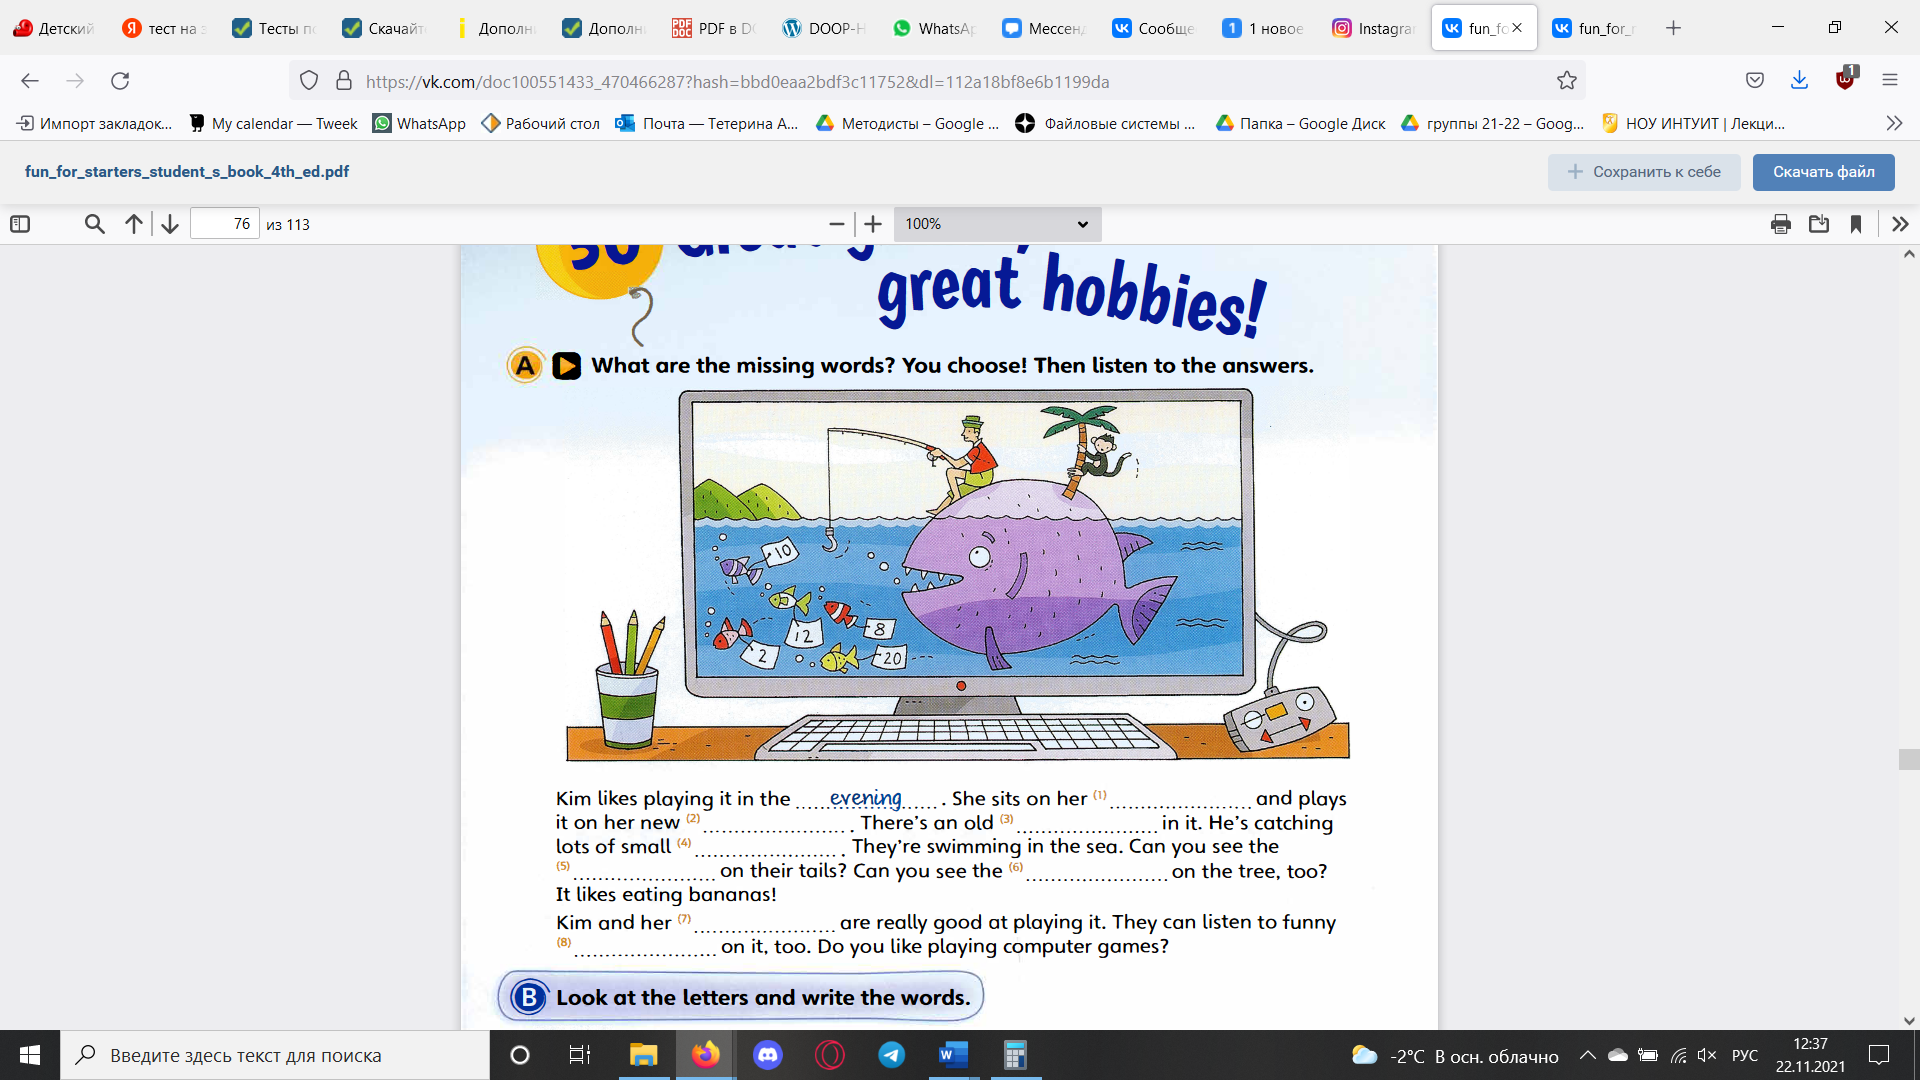 Детский
тест на э
Тесты по
Скачайт
Дополн
Дополн
PDF в DO
DOOP-H
WhatsAp
Мессенд
Сообще
1 новое
Instagram
fun_fo
fun_for_
https://vk.com/doc100551433_470466287?hash=bbd0eaa2bdf3c11752&dl=112a18bf8e6b1199da
1
Импорт закладок...
My calendar — Tweek
WhatsApp
Рабочий стол
Почта — Тетерина А...
Методисты – Google ...
Файловые системы ...
Папка – Google Диск
группы 21-22 – Goog...
НОУ ИНТУИТ | Лекци...
fun_for_starters_student_s_book_4th_ed.pdf
Сохранить к себе
Скачать файл
76 из 113
100%
great hobbies!
A What are the missing words? You choose! Then listen to the answers.
10
12
8
2
20
Kim likes playing it in the evening. She sits on her (1) ........................ and plays
it on her new (2) ........................ . There's an old (3) ........................ in it. He's catching
lots of small (4) ........................ . They're swimming in the sea. Can you see the
(5) ........................ on their tails? Can you see the (6) ........................ on the tree, too?
It likes eating bananas!
Kim and her (7) ........................ are really good at playing it. They can listen to funny
(8) ........................ on it, too. Do you like playing computer games?
B Look at the letters and write the words.
Введите здесь текст для поиска
-2°C В осн. облачно
РУС
12:37
22.11.2021